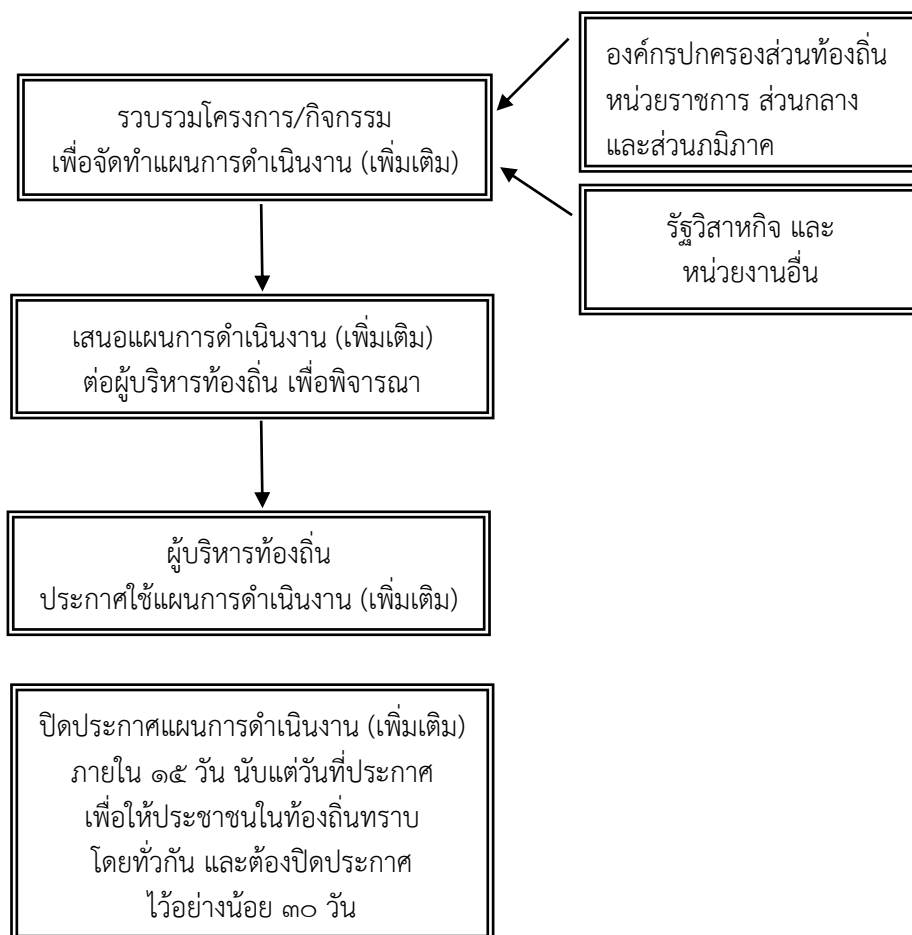 องค์กรปกครองส่วนท้องถิ่น
หน่วยราชการ ส่วนกลาง
และส่วนภมิภาค
รวบรวมโครงการ/กิจกรรม
เพื่อจัดทำแผนการดำเนินงาน (เพิ่มเติม)
รัฐวิสาหกิจ และ
หน่วยงานอื่น
เสนอแผนการดำเนินงาน (เพิ่มเติม)
ต่อผู้บริหารท้องถิ่น เพื่อพิจารณา
ผู้บริหารท้องถิ่น
ประกาศใช้แผนการดำเนินงาน (เพิ่มเติม)
ปิดประกาศแผนการดำเนินงาน (เพิ่มเติม)
ภายใน ๑๕ วัน นับแต่วันที่ประกาศ
เพื่อให้ประชาชนในท้องถิ่นทราบ
โดยทั่วกัน และต้องปิดประกาศ
ไว้อย่างน้อย ๓๐ วัน